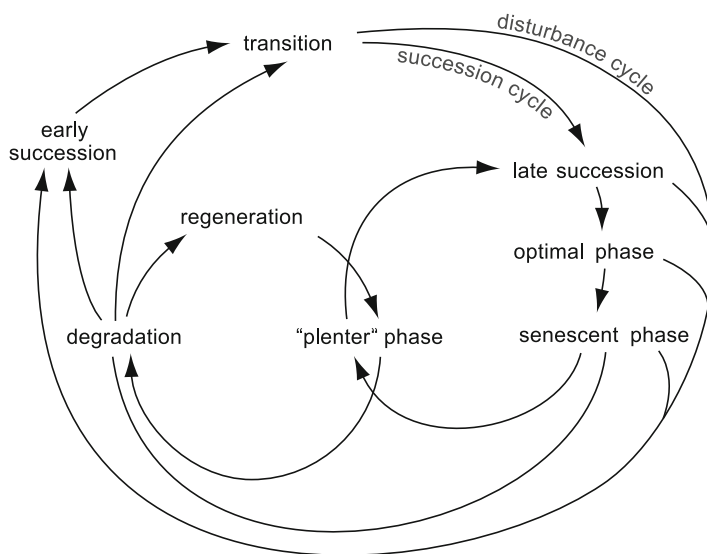 transition
disturbance cycle
succession cycle
early
succession
late succession
regeneration
optimal phase
degradation
“plenter“ phase
senescent phase